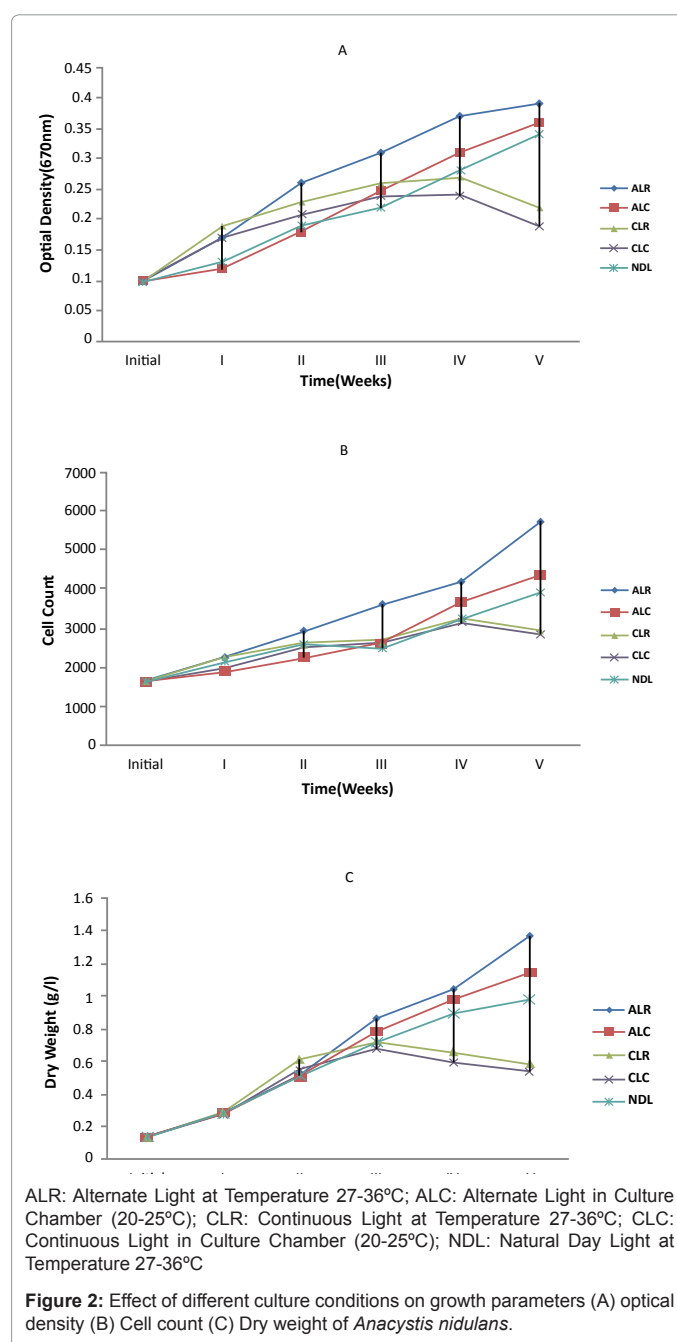 A
0.45
0.4
0.35
0.3
0.25
0.2
0.15
0.1
0.05
0
Optial Density(670nm)
Initial I II III IV V
Time(Weeks)
ALR
ALC
CLR
CLC
NDL
B
7000
6000
5000
4000
3000
2000
1000
0
Cell Count
Initial I II III IV V
Time(Weeks)
ALR
ALC
CLR
CLC
NDL
C
1.6
1.4
1.2
1
0.8
0.6
0.4
0.2
0
Dry Weight (g/l)
ALR
ALC
CLR
CLC
NDL
ALR: Alternate Light at Temperature 27-36ºC; ALC: Alternate Light in Culture
Chamber (20-25ºC); CLR: Continuous Light at Temperature 27-36ºC; CLC:
Continuous Light in Culture Chamber (20-25ºC); NDL: Natural Day Light at
Temperature 27-36ºC
Figure 2: Effect of different culture conditions on growth parameters (A) optical
density (B) Cell count (C) Dry weight of Anacystis nidulans.